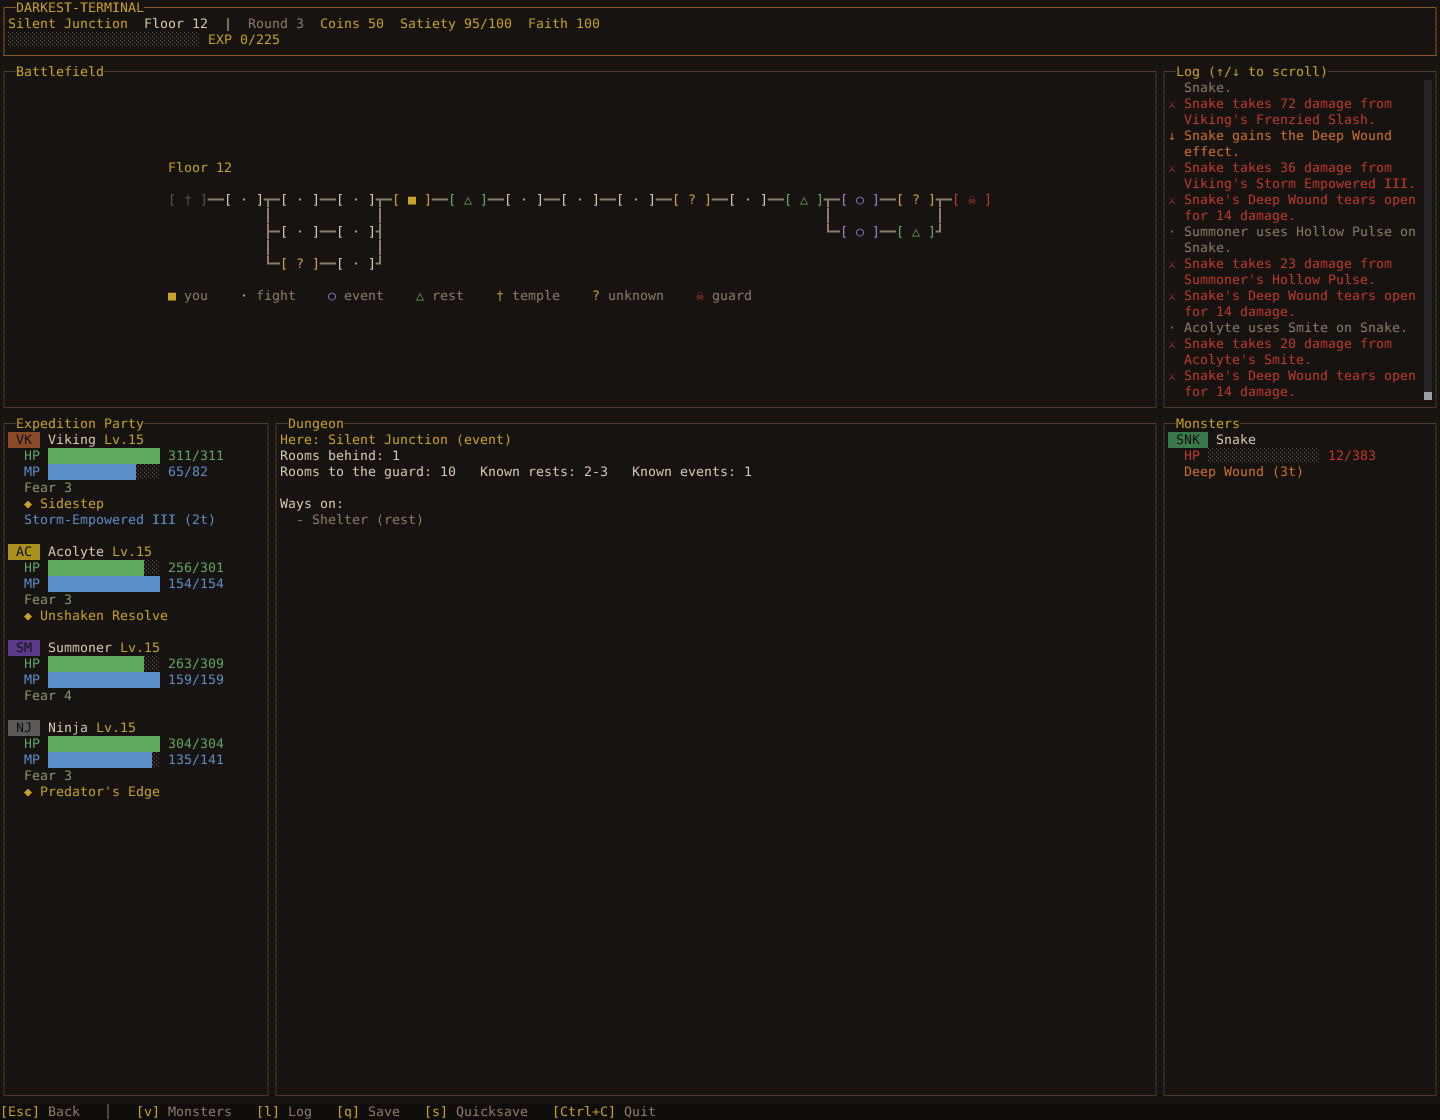 DARKEST-TERMINAL
Silent Junction  Floor 12  |  Round 3  Coins 50  Satiety 95/100  Faith 100
EXP 0/225
Battlefield
Floor 12
[ † ]──[ · ]┬─[ · ]──[ · ]┬─[ ■ ]──[ △ ]──[ · ]──[ · ]──[ · ]──[ ? ]──[ · ]──[ △ ]┬─[ ○ ]──[ ? ]┬─[ ☠ ]
├─[ · ]──[ · ]┤ └─[ ○ ]──[ △ ]┘
└─[ ? ]──[ · ]┘
■ you  · fight  ○ event  △ rest  † temple  ? unknown  ☠ guard
Log (↑/↓ to scroll)
Snake.
⚔ Snake takes 72 damage from
Viking's Frenzied Slash.
↓ Snake gains the Deep Wound
effect.
⚔ Snake takes 36 damage from
Viking's Storm Empowered III.
⚔ Snake's Deep Wound tears open
for 14 damage.
· Summoner uses Hollow Pulse on
Snake.
⚔ Snake takes 23 damage from
Summoner's Hollow Pulse.
⚔ Snake's Deep Wound tears open
for 14 damage.
· Acolyte uses Smite on Snake.
⚔ Snake takes 20 damage from
Acolyte's Smite.
⚔ Snake's Deep Wound tears open
for 14 damage.
Expedition Party
VK Viking Lv.15
HP 311/311
MP 65/82
Fear 3
◆ Sidestep
Storm-Empowered III (2t)
AC Acolyte Lv.15
HP 256/301
MP 154/154
Fear 3
◆ Unshaken Resolve
SM Summoner Lv.15
HP 263/309
MP 159/159
Fear 4
NJ Ninja Lv.15
HP 304/304
MP 135/141
Fear 3
◆ Predator's Edge
Dungeon
Here: Silent Junction (event)
Rooms behind: 1
Rooms to the guard: 10  Known rests: 2-3  Known events: 1
Ways on:
- Shelter (rest)
Monsters
SNK Snake
HP 12/383
Deep Wound (3t)
[Esc] Back  │  [v] Monsters  [l] Log  [q] Save  [s] Quicksave  [Ctrl+C] Quit